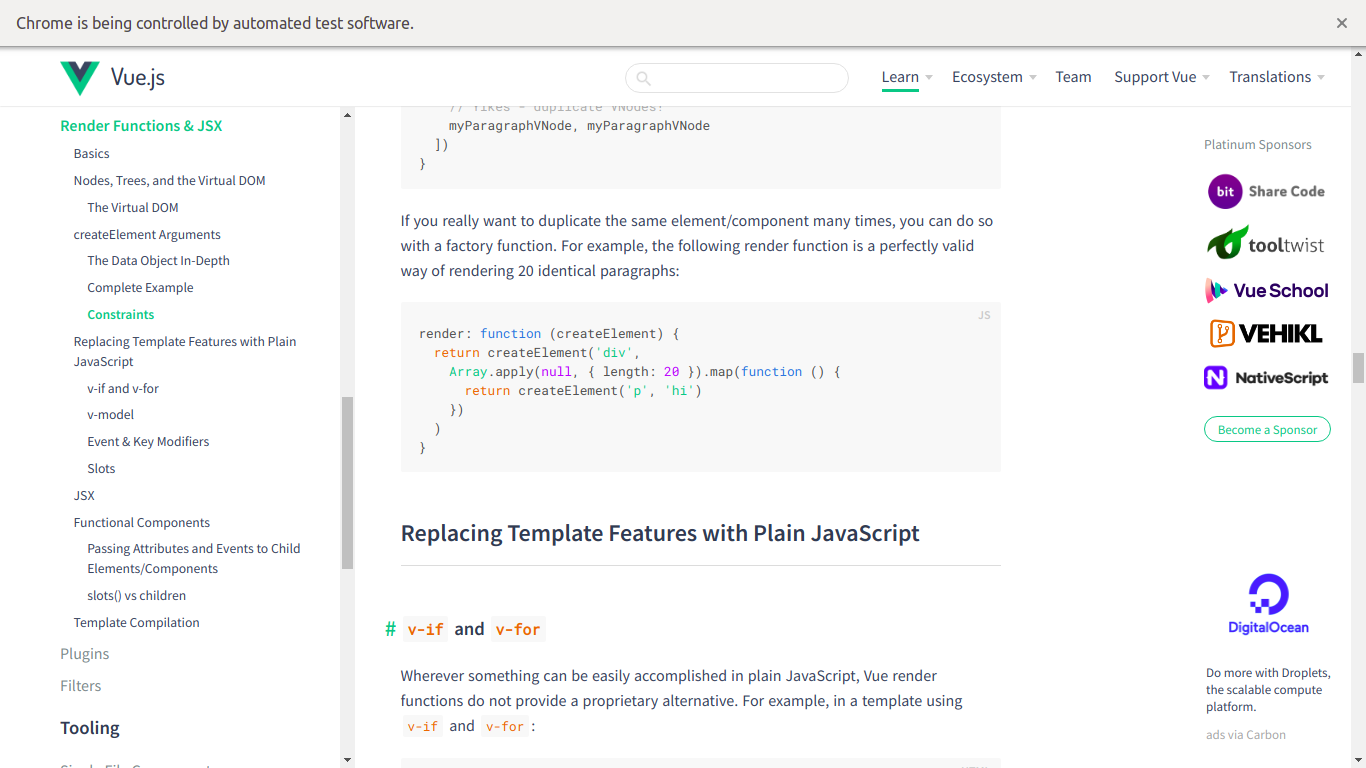 Chrome is being controlled by automated test software.
Vue.js
Learn
Ecosystem
Team
Support Vue
Translations
Render Functions & JSX
Basics
Nodes, Trees, and the Virtual DOM
The Virtual DOM
createElement Arguments
The Data Object In-Depth
Complete Example
Constraints
Replacing Template Features with Plain
JavaScript
v-if and v-for
v-model
Event & Key Modifiers
Slots
JSX
Functional Components
Passing Attributes and Events to Child
Elements/Components
slots() vs children
Template Compilation
Plugins
Filters
Tooling
// Yikes - duplicate VNodes!
myParagraphVNode, myParagraphVNode
])
}
If you really want to duplicate the same element/component many times, you can do so
with a factory function. For example, the following render function is a perfectly valid
way of rendering 20 identical paragraphs:
JS
render: function (createElement) {
return createElement('div',
Array.apply(null, { length: 20 }).map(function () {
return createElement('p', 'hi')
})
)
}
Replacing Template Features with Plain JavaScript
# v-if and v-for
Wherever something can be easily accomplished in plain JavaScript, Vue render
functions do not provide a proprietary alternative. For example, in a template using
v-if and v-for:
Platinum Sponsors
bit Share Code
tooltwist
Vue School
VEHIKL
NativeScript
Become a Sponsor
DigitalOcean
Do more with Droplets,
the scalable compute
platform.
ads via Carbon